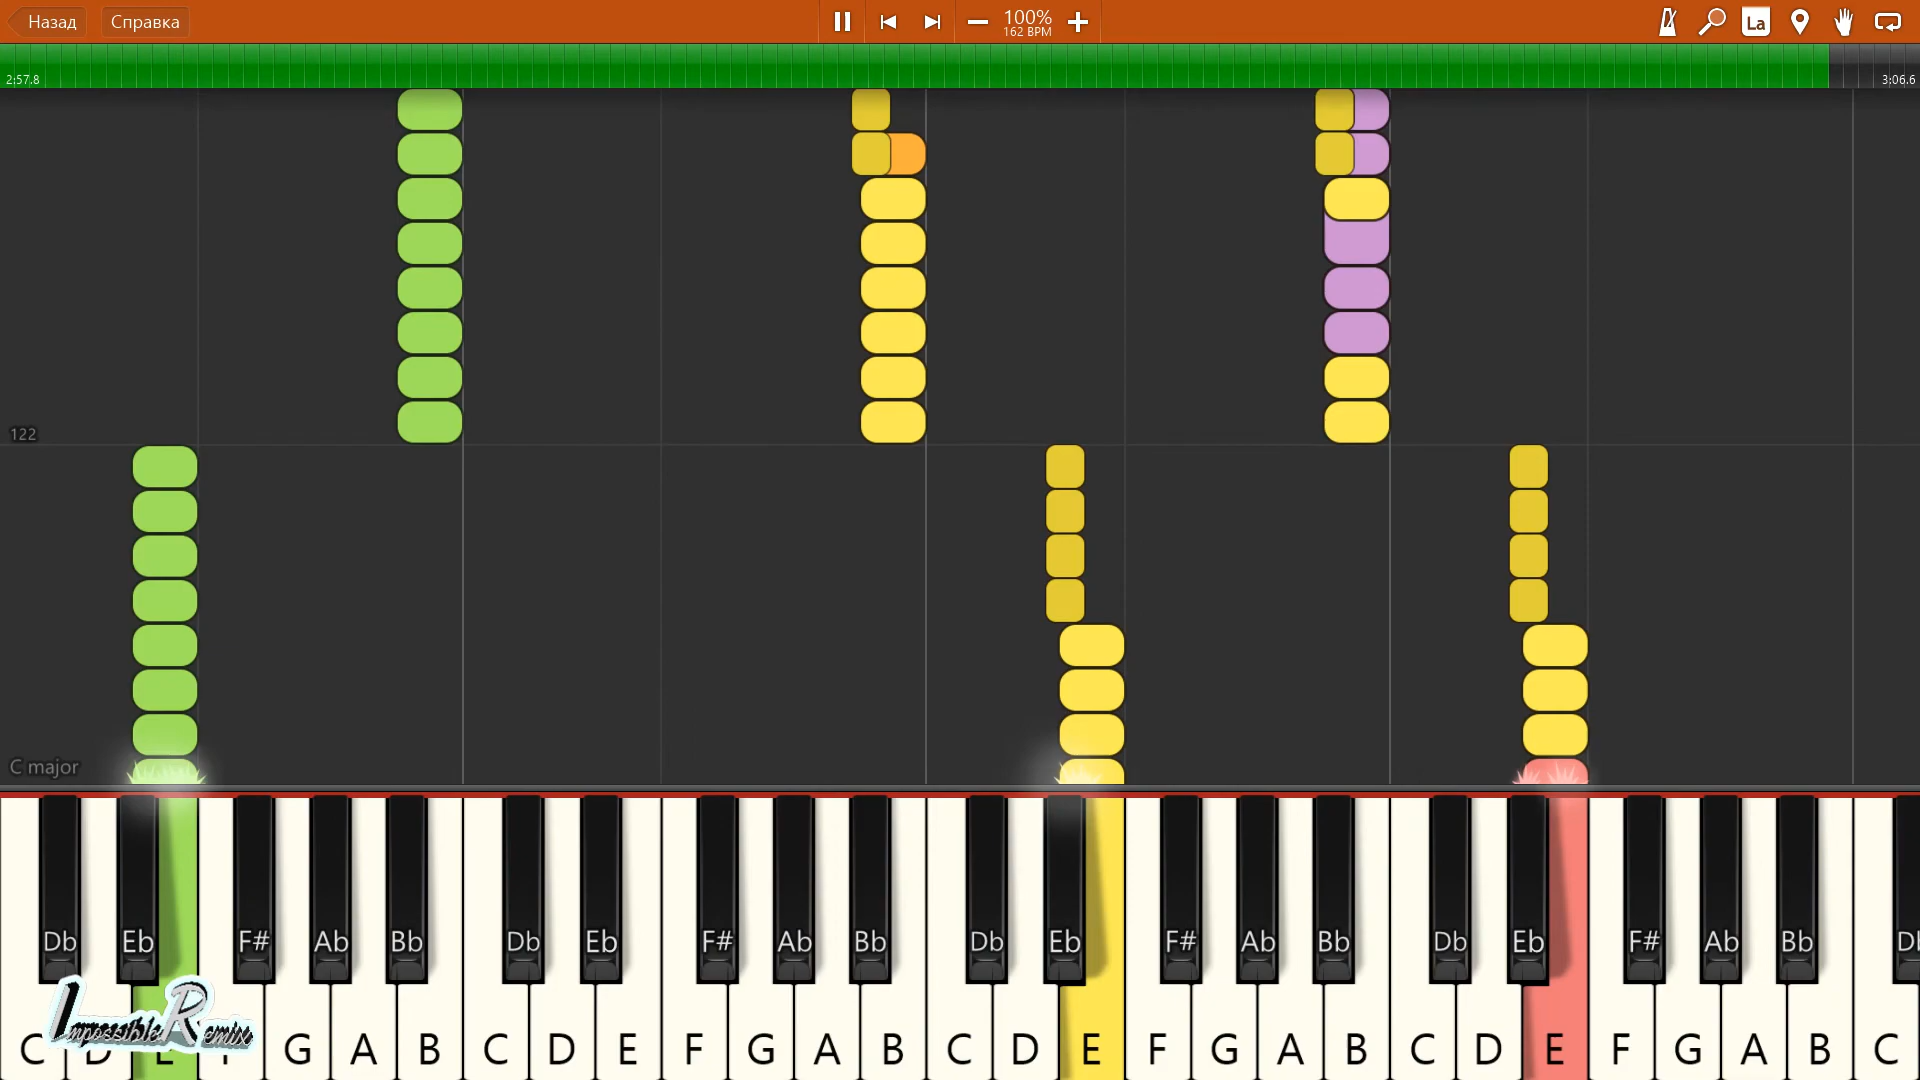 Назад Справка 100% La
162 BPM
2:57.8 3:06.6
122
C major
Db Eb F# Ab Bb Db Eb F# Ab Bb Db Eb F# Ab Bb Db Eb F# Ab Bb
ImpossibleRemix
C D E F G A B C D E F G A B C D E F G A B C D E F G A B C